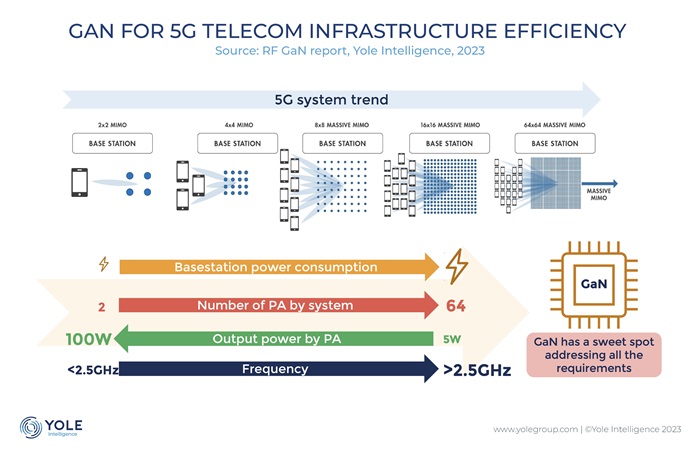 GAN FOR 5G TELECOM INFRASTRUCTURE EFFICIENCY
Source: RF GaN report, Yole Intelligence, 2023
5G system trend
2x2 MIMO
4x4 MIMO
8x8 MASSIVE MIMO
16x16 MASSIVE MIMO
64x64 MASSIVE MIMO
BASE STATION
BASE STATION
BASE STATION
BASE STATION
BASE STATION
MASSIVE
MIMO
Basestation power consumption
2
Number of PA by system
64
100W
Output power by PA
5W
<2.5GHz
Frequency
>2.5GHz
GaN
GaN has a sweet spot
addressing all the
requirements
YOLE
Intelligence
www.yolegroup.com | ©Yole Intelligence 2023